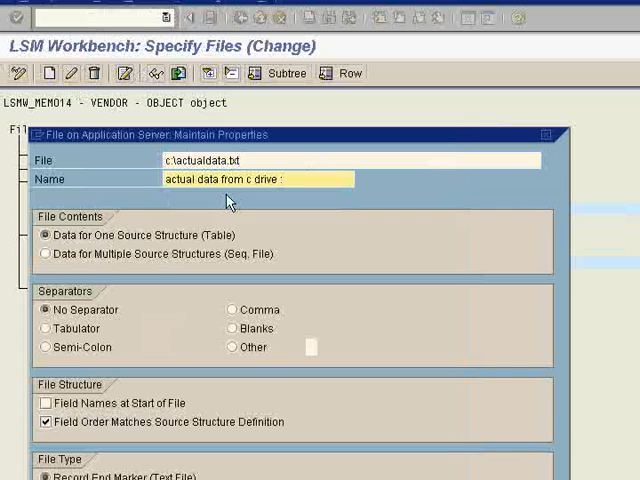 LSM Workbench: Specify Files (Change)
Subtree Row
LSMW_MEMO14 - VENDOR - OBJECT object
Fil
File on Application Server: Maintain Properties
File c:\actualdata.txt
Name actual data from c drive :
File Contents
Data for One Source Structure (Table)
Data for Multiple Source Structures (Seq. File)
Separators
No Separator Comma
Tabulator Blanks
Semi-Colon Other
File Structure
Field Names at Start of File
Field Order Matches Source Structure Definition
File Type
Record End Marker (Text File)